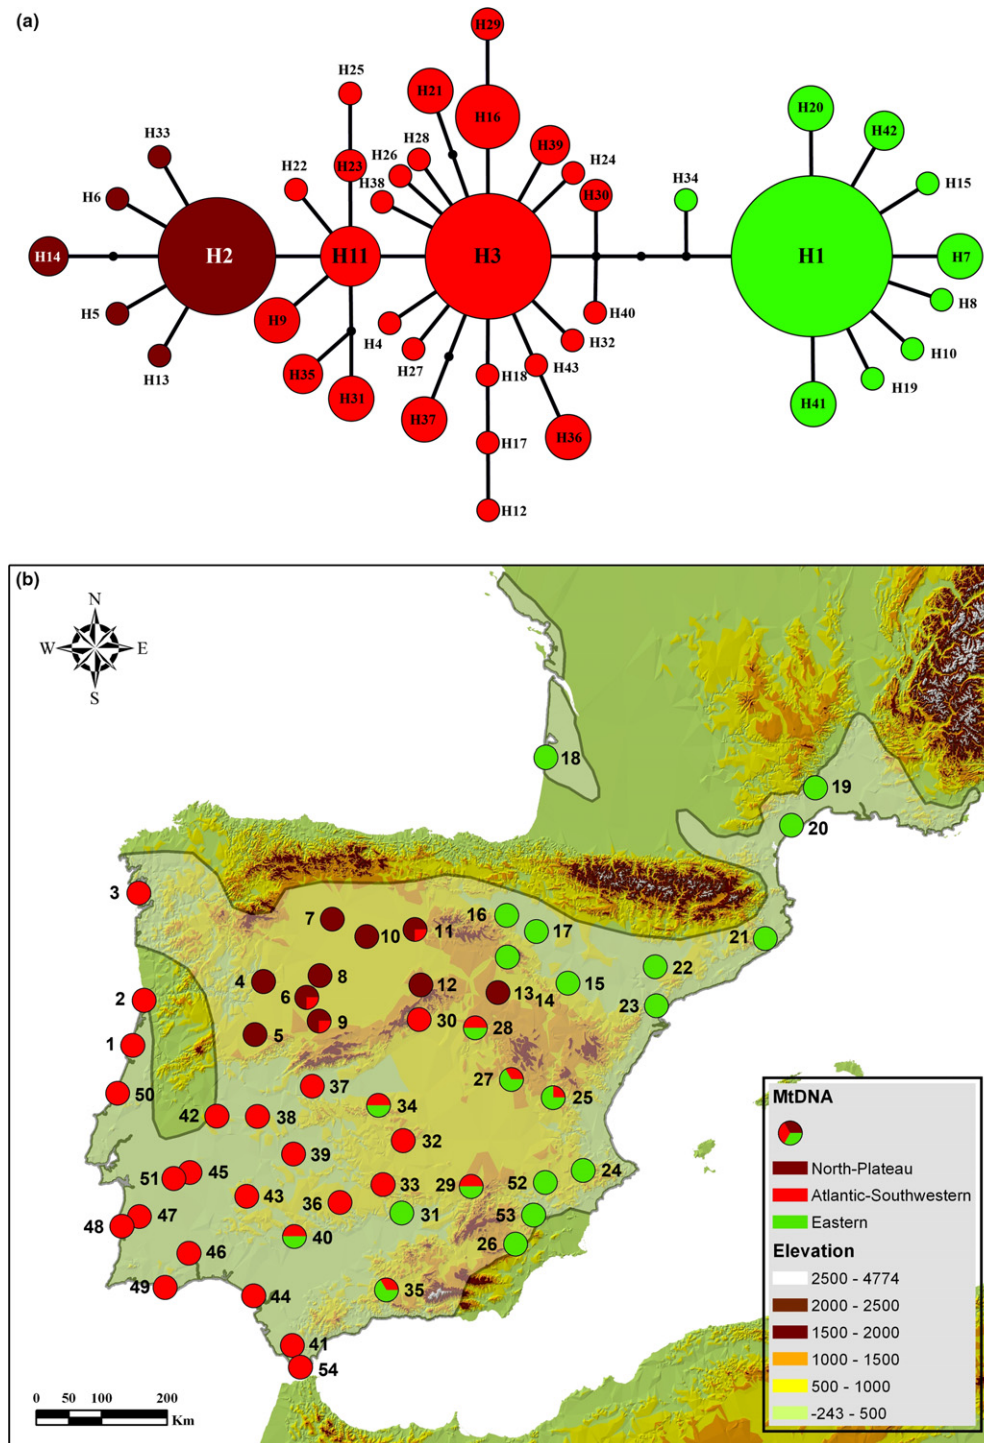 (a)
H29
H25
H21
H16
H33
H28
H20
H42
H22
H23
H26
H39
H24
H6
H38
H30
H34
H15
H14
H2
H11
H3
H1
H7
H5
H9
H4
H40
H8
H13
H27
H32
H10
H35
H18
H43
H19
H31
H37
H41
H36
H17
H12
(b)
N
W E
S
18
19
20
3
7
16
11
10
17
21
22
4
8
12
15
6
13
14
2
23
9
30
5
28
1
27
37
50
25
34
42
38
32
39
24
45
51
33
29
52
43
36
47
31
53
48
40
26
46
49
35
44
41
54
MtDNA
North-Plateau
Atlantic-Southwestern
Eastern
Elevation
2500 - 4774
2000 - 2500
1500 - 2000
1000 - 1500
500 - 1000
-243 - 500
0 50 100 200
Km